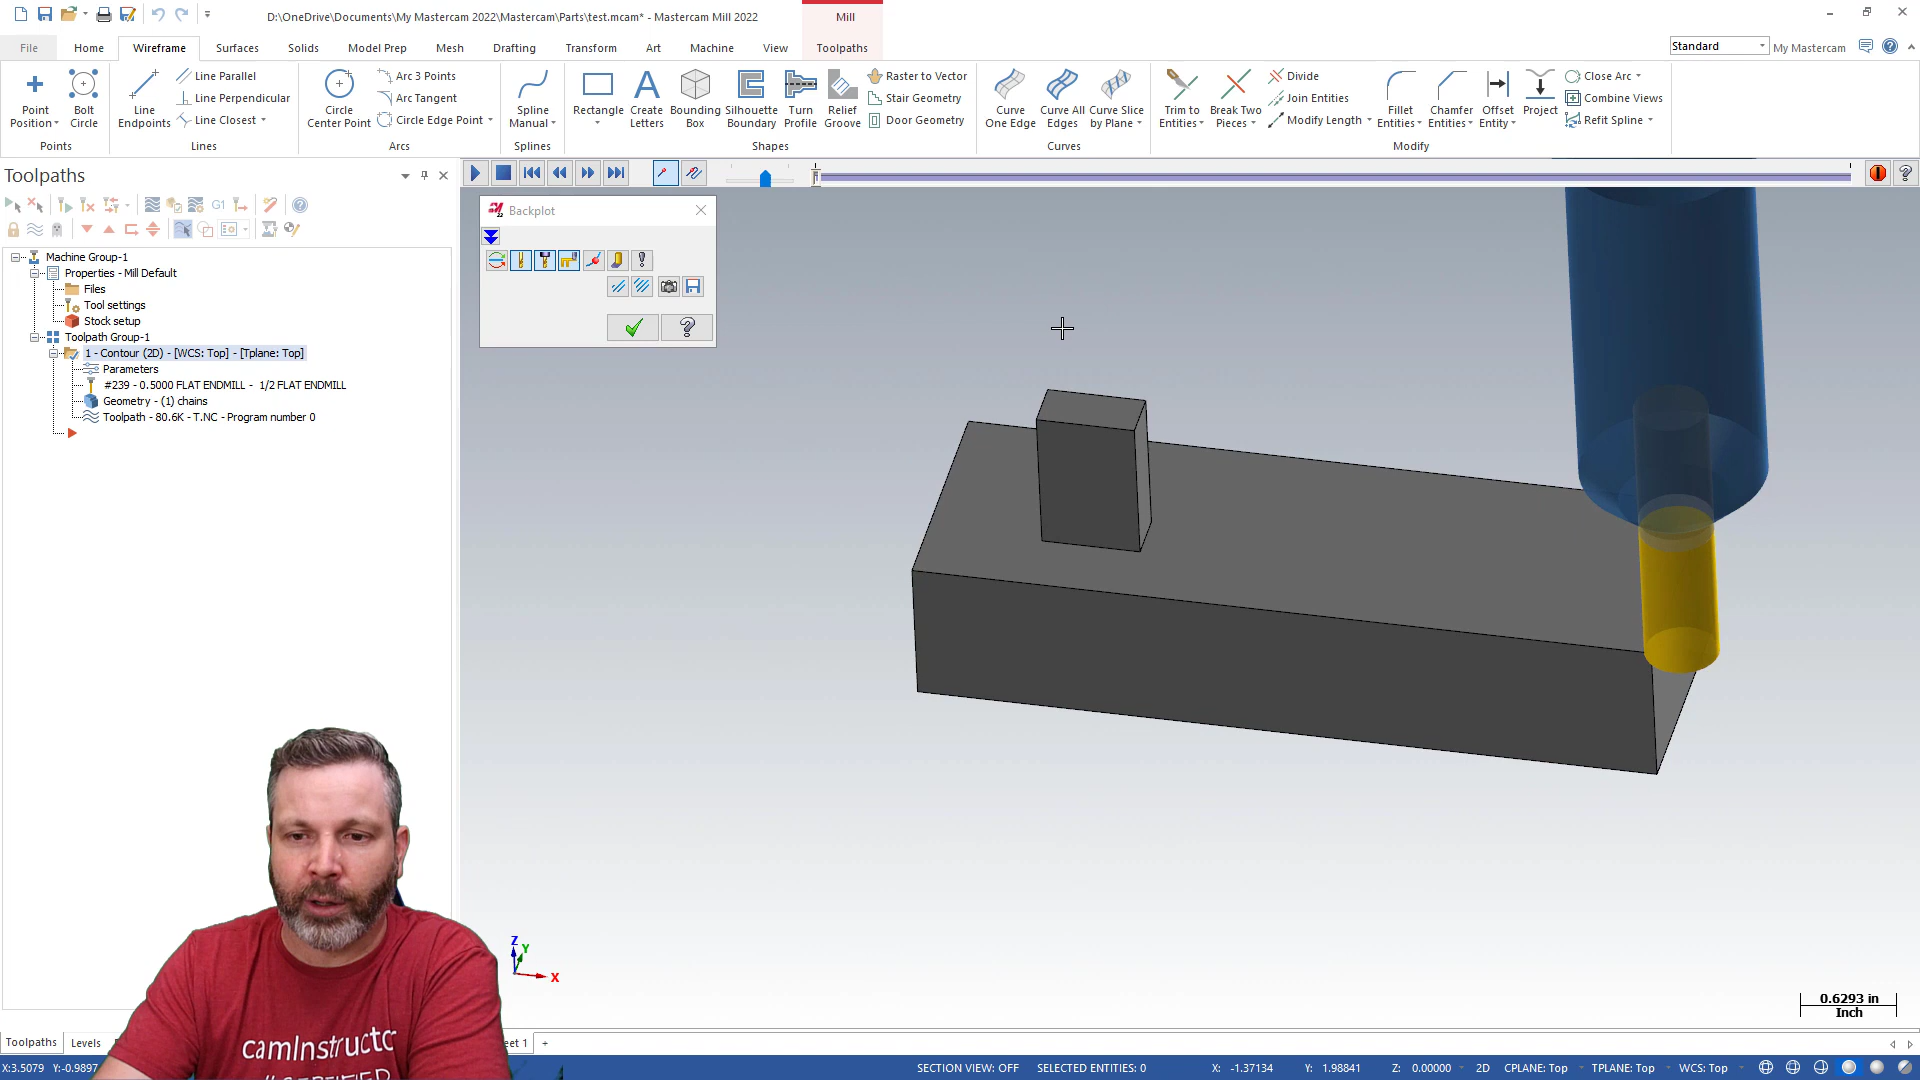 D:\OneDrive\Documents\My Mastercam 2022\Mastercam\Parts\test.mcam* - Mastercam Mill 2022
Mill
File
Home
Wireframe
Surfaces
Solids
Model Prep
Mesh
Drafting
Transform
Art
Machine
View
Toolpaths
Standard
My Mastercam
Point Position
Bolt Circle
Points
Line Endpoints
Line Parallel
Line Perpendicular
Line Closest
Lines
Circle Center Point
Arc 3 Points
Arc Tangent
Circle Edge Point
Arcs
Spline Manual
Splines
Rectangle
Create Letters
Bounding Box
Silhouette Boundary
Turn Profile
Relief Groove
Raster to Vector
Stair Geometry
Door Geometry
Shapes
Curve One Edge
Curve All Edges
Curve Slice by Plane
Curves
Trim to Entities
Break Two Pieces
Divide
Join Entities
Modify Length
Fillet Entities
Chamfer Entities
Offset Entity
Project
Close Arc
Combine Views
Refit Spline
Modify
Toolpaths
G1
Machine Group-1
Properties - Mill Default
Files
Tool settings
Stock setup
Toolpath Group-1
1 - Contour (2D) - [WCS: Top] - [Tplane: Top]
Parameters
#239 - 0.5000 FLAT ENDMILL - 1/2 FLAT ENDMILL
Geometry - (1) chains
Toolpath - 80.6K - T.NC - Program number 0
Backplot
Z
Y
X
0.6293 in
Inch
camInstructo
Toolpaths
Levels
eet 1
+
X:3.5079 Y:-0.9897
SECTION VIEW: OFF
SELECTED ENTITIES: 0
X: -1.37134
Y: 1.98841
Z: 0.00000
2D
CPLANE: Top
TPLANE: Top
WCS: Top